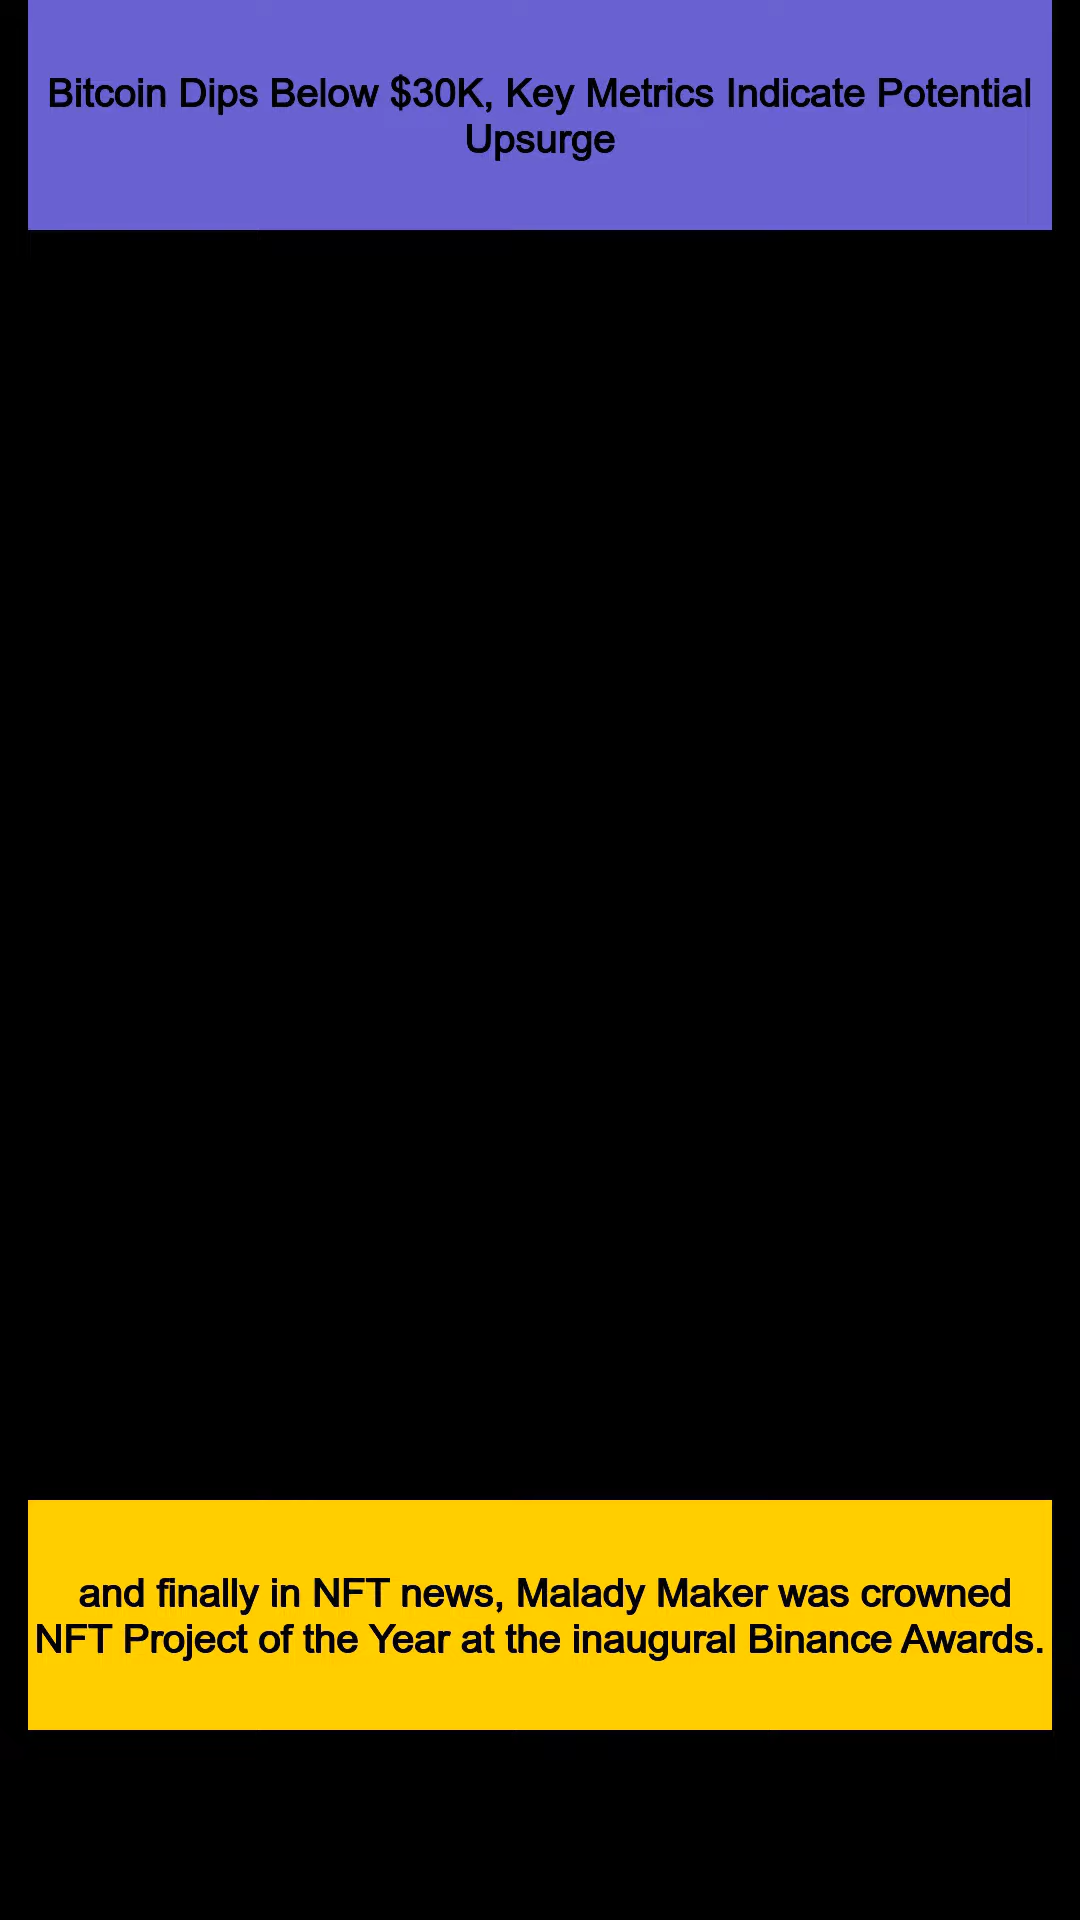 Bitcoin Dips Below $30K, Key Metrics Indicate Potential
Upsurge
and finally in NFT news, Malady Maker was crowned
NFT Project of the Year at the inaugural Binance Awards.